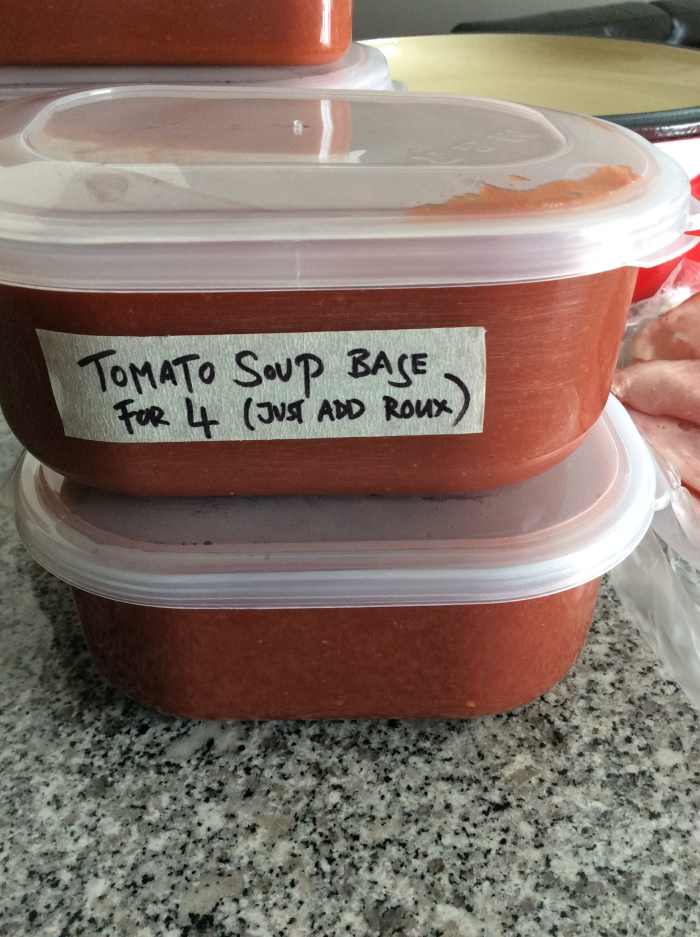 TOMATO SOUP BASE
FOR 4 (JUST ADD ROUX)